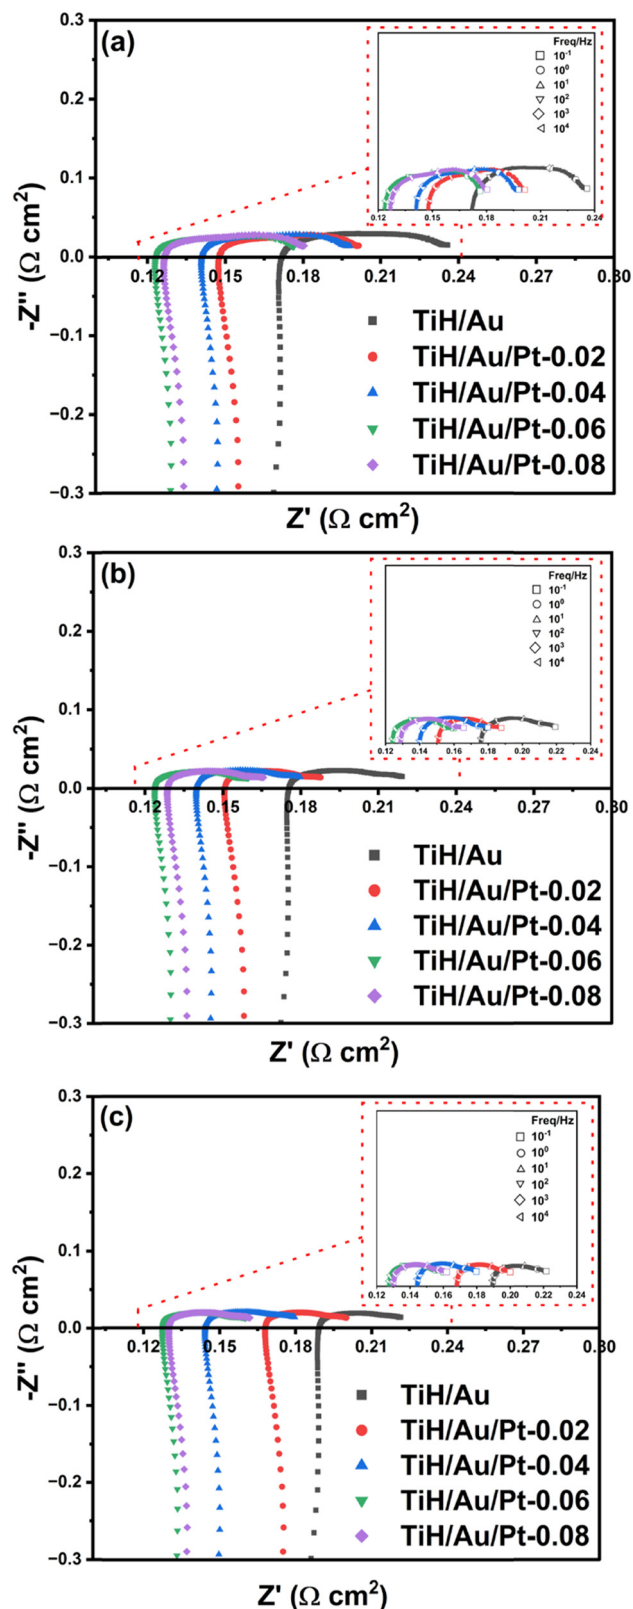 (a)
0.3
0.2
0.1
0.0
-0.1
-0.2
-0.3
-Z'' (Ω cm²)
Freq/Hz
10⁻¹
10⁰
10¹
10²
10³
10⁴
0.12 0.15 0.18 0.21 0.24
0.12 0.15 0.18 0.21 0.24 0.27 0.30
TiH/Au
TiH/Au/Pt-0.02
TiH/Au/Pt-0.04
TiH/Au/Pt-0.06
TiH/Au/Pt-0.08
Z' (Ω cm²)
(b)
0.3
0.2
0.1
0.0
-0.1
-0.2
-0.3
-Z'' (Ω cm²)
Freq/Hz
10⁻¹
10⁰
10¹
10²
10³
10⁴
0.12 0.14 0.16 0.18 0.20 0.22 0.24
0.12 0.15 0.18 0.21 0.24 0.27 0.30
TiH/Au
TiH/Au/Pt-0.02
TiH/Au/Pt-0.04
TiH/Au/Pt-0.06
TiH/Au/Pt-0.08
Z' (Ω cm²)
(c)
0.3
0.2
0.1
0.0
-0.1
-0.2
-0.3
-Z'' (Ω cm²)
Freq/Hz
10⁻¹
10⁰
10¹
10²
10³
10⁴
0.12 0.14 0.16 0.18 0.20 0.22 0.24
0.12 0.15 0.18 0.21 0.24 0.27 0.30
TiH/Au
TiH/Au/Pt-0.02
TiH/Au/Pt-0.04
TiH/Au/Pt-0.06
TiH/Au/Pt-0.08
Z' (Ω cm²)